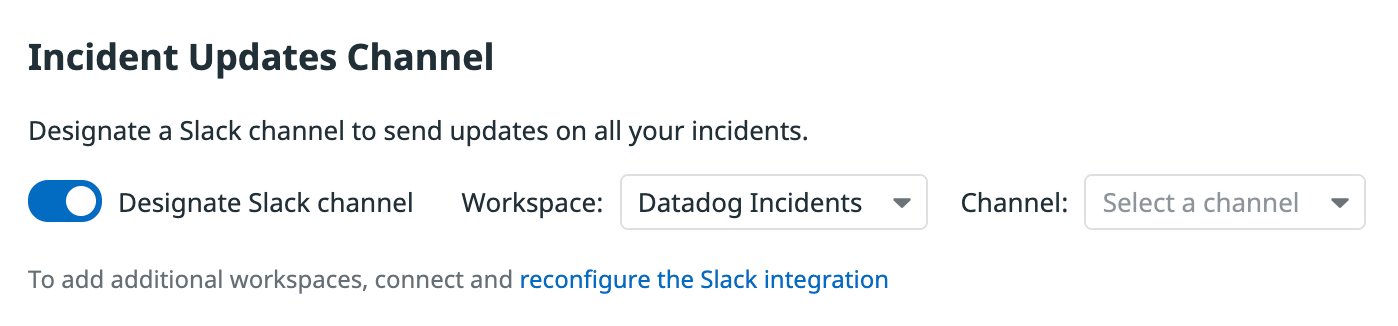 Incident Updates Channel
Designate a Slack channel to send updates on all your incidents.
Designate Slack channel Workspace: Datadog Incidents Channel: Select a channel
To add additional workspaces, connect and reconfigure the Slack integration